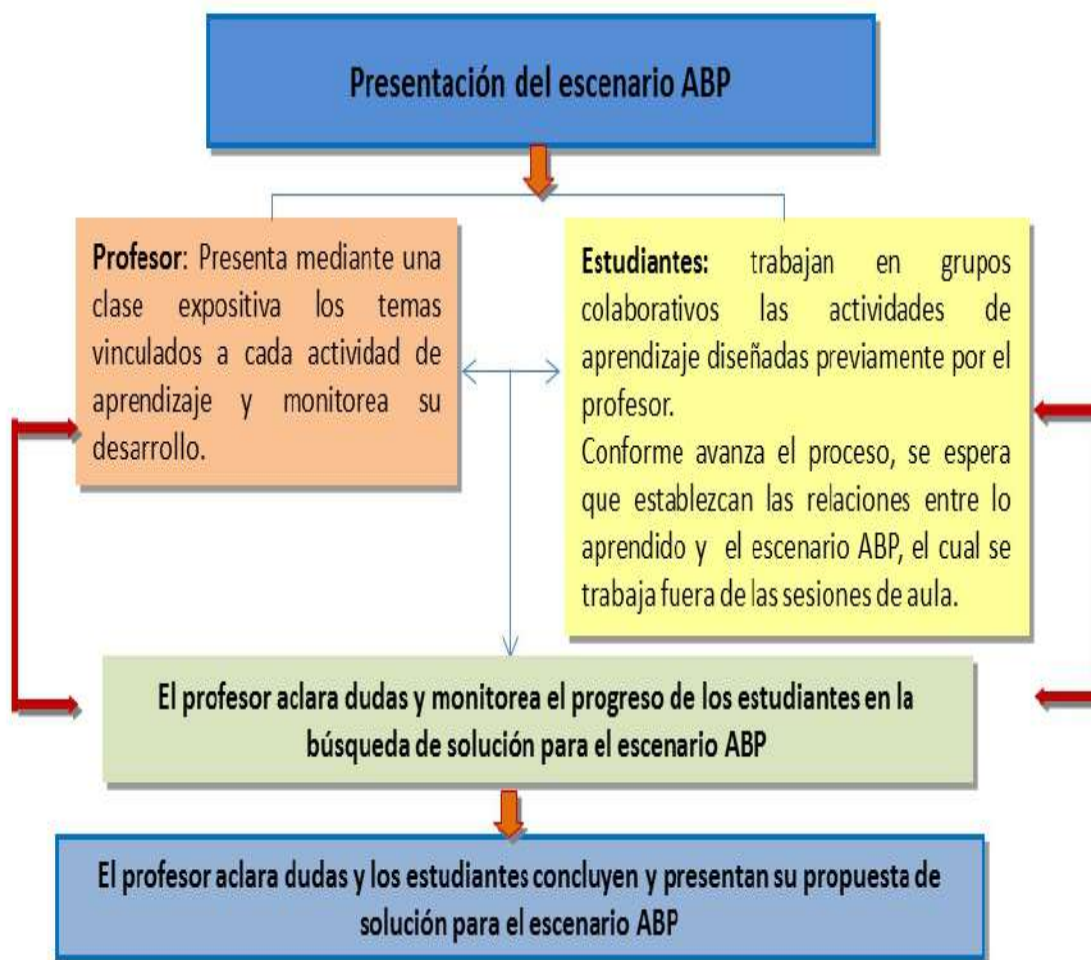 Presentación del escenario ABP
Profesor: Presenta mediante una
clase expositiva los temas
vinculados a cada actividad de
aprendizaje y monitorea su
desarrollo.
Estudiantes: trabajan en grupos
colaborativos las actividades de
aprendizaje diseñadas previamente por el
profesor.
Conforme avanza el proceso, se espera
que establezcan las relaciones entre lo
aprendido y el escenario ABP, el cual se
trabaja fuera de las sesiones de aula.
El profesor aclara dudas y monitorea el progreso de los estudiantes en la
búsqueda de solución para el escenario ABP
El profesor aclara dudas y los estudiantes concluyen y presentan su propuesta de
solución para el escenario ABP